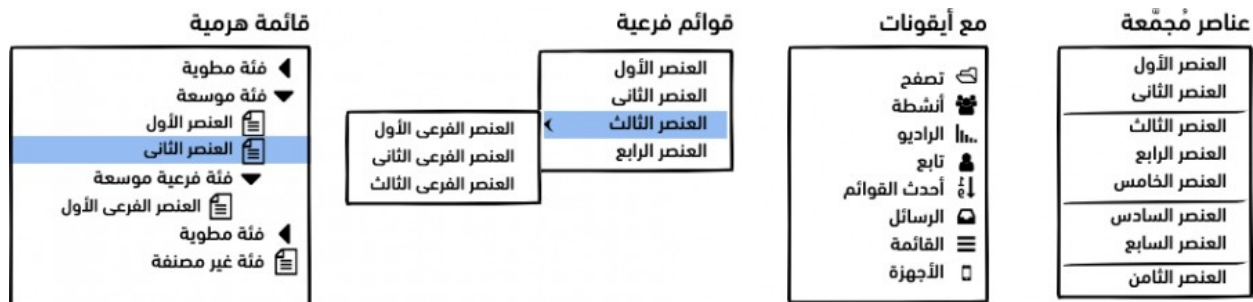 عناصر مُجمَّعة
العنصر الأول
العنصر الثانى
العنصر الثالث
العنصر الرابع
العنصر الخامس
العنصر السادس
العنصر السابع
العنصر الثامن
مع أيقونات
تصفح
أنشطة
الراديو
تابع
أحدث القوائم
الرسائل
القائمة
الأجهزة
قوائم فرعية
العنصر الأول
العنصر الثانى
العنصر الثالث
العنصر الرابع
العنصر الفرعى الأول
العنصر الفرعى الثانى
العنصر الفرعى الثالث
قائمة هرمية
فئة مطوية
فئة موسعة
العنصر الأول
العنصر الثانى
فئة فرعية موسعة
العنصر الفرعى الأول
فئة مطوية
فئة غير مصنفة